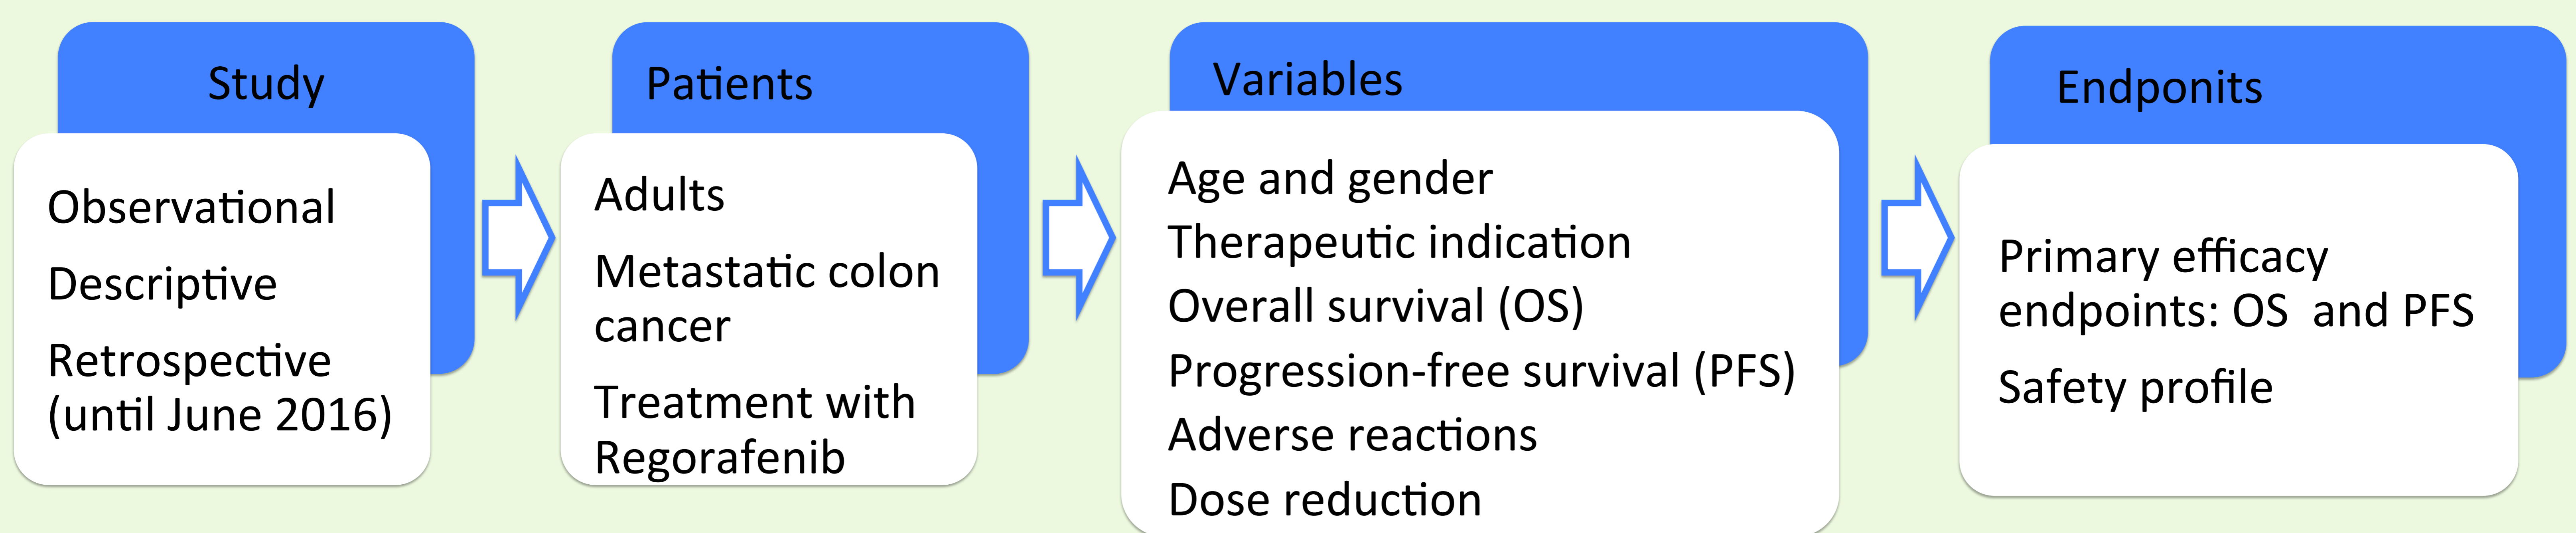 Study
Observational
Descriptive
Retrospective
(until June 2016)
Patients
Adults
Metastatic colon
cancer
Treatment with
Regorafenib
Variables
Age and gender
Therapeutic indication
Overall survival (OS)
Progression-free survival (PFS)
Adverse reactions
Dose reduction
Endponits
Primary efficacy
endpoints: OS  and PFS
Safety profile